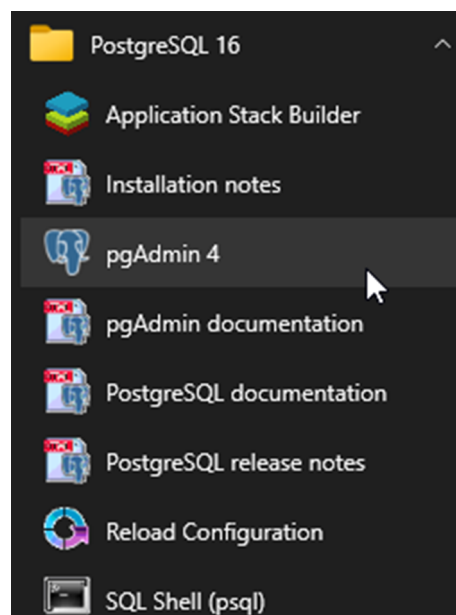 PostgreSQL 16
Application Stack Builder
Installation notes
pgAdmin 4
pgAdmin documentation
PostgreSQL documentation
PostgreSQL release notes
Reload Configuration
SQL Shell (psql)